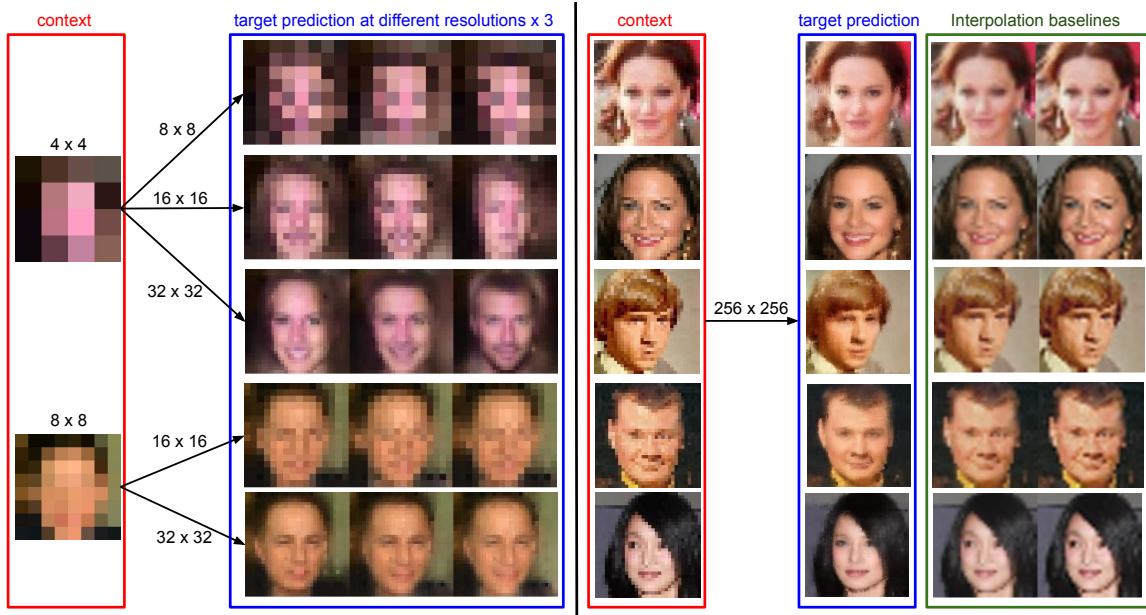 context
target prediction at different resolutions x 3
context
target prediction
Interpolation baselines
4 x 4
8 x 8
16 x 16
32 x 32
256 x 256
8 x 8
16 x 16
32 x 32